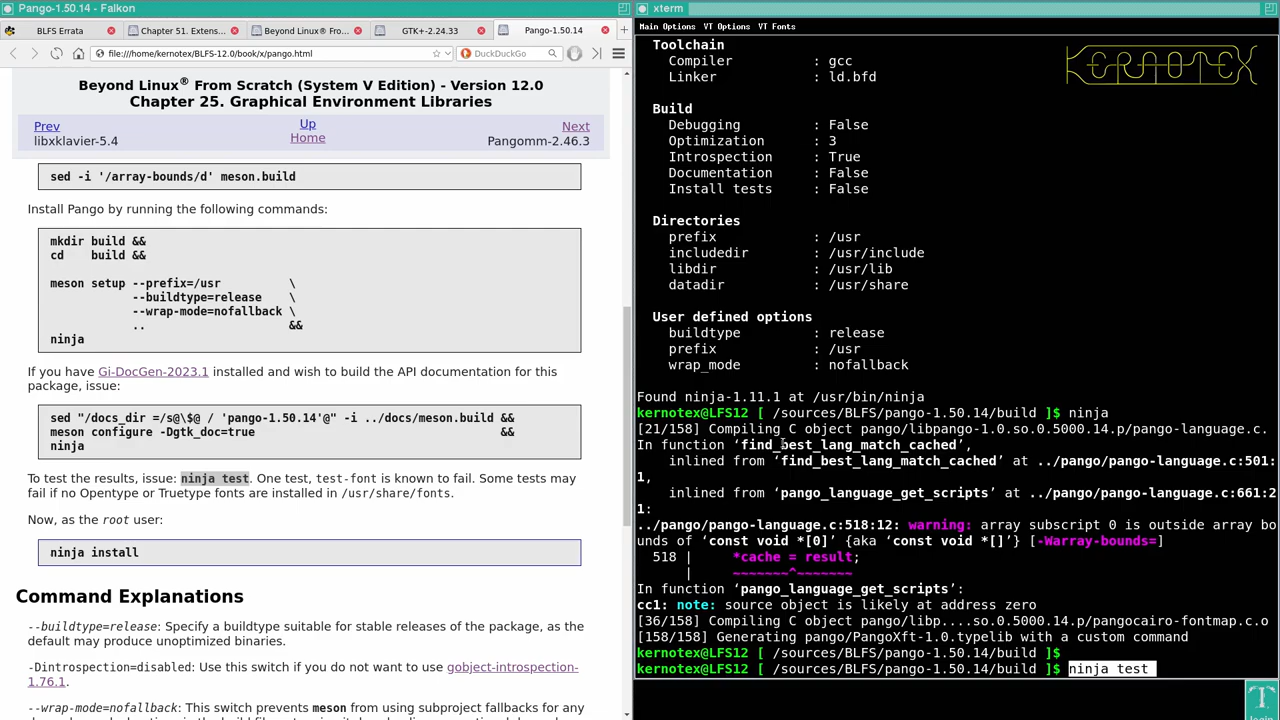 Pango-1.50.14 - Falkon
BLFS Errata
Chapter 51. Extens...
Beyond Linux® Fro...
GTK+-2.24.33
Pango-1.50.14
file:///home/kernotex/BLFS-12.0/book/x/pango.html
DuckDuckGo
Beyond Linux® From Scratch (System V Edition) - Version 12.0
Chapter 25. Graphical Environment Libraries
Prev
Up
Next
libxklavier-5.4
Home
Pangomm-2.46.3
sed -i '/array-bounds/d' meson.build
Install Pango by running the following commands:
mkdir build &&
cd    build &&
meson setup --prefix=/usr          \
            --buildtype=release    \
            --wrap-mode=nofallback \
            ..                     &&
ninja
If you have Gi-DocGen-2023.1 installed and wish to build the API documentation for this
package, issue:
sed "/docs_dir =/s@\$@ / 'pango-1.50.14'@" -i ../docs/meson.build &&
meson configure -Dgtk_doc=true                                    &&
ninja
To test the results, issue: ninja test. One test, test-font is known to fail. Some tests may
fail if no Opentype or Truetype fonts are installed in /usr/share/fonts.
Now, as the root user:
ninja install
Command Explanations
--buildtype=release: Specify a buildtype suitable for stable releases of the package, as the
default may produce unoptimized binaries.
-Dintrospection=disabled: Use this switch if you do not want to use gobject-introspection-
1.76.1.
--wrap-mode=nofallback: This switch prevents meson from using subproject fallbacks for any
xterm
Main Options VT Options VT Fonts
KERNOTEX
Toolchain
Compiler : gcc
Linker : ld.bfd
Build
Debugging : False
Optimization : 3
Introspection : True
Documentation : False
Install tests : False
Directories
prefix : /usr
includedir : /usr/include
libdir : /usr/lib
datadir : /usr/share
User defined options
buildtype : release
prefix : /usr
wrap_mode : nofallback
Found ninja-1.11.1 at /usr/bin/ninja
kernotex@LFS12 [ /sources/BLFS/pango-1.50.14/build ]$ ninja
[21/158] Compiling C object pango/libpango-1.0.so.0.5000.14.p/pango-language.c.
In function ‘find_best_lang_match_cached’,
inlined from ‘find_best_lang_match_cached’ at ../pango/pango-language.c:501:
1,
inlined from ‘pango_language_get_scripts’ at ../pango/pango-language.c:661:2
1:
../pango/pango-language.c:518:12: warning: array subscript 0 is outside array bo
unds of ‘const void *[0]’ {aka ‘const void *[]’} [-Warray-bounds=]
518 |     *cache = result;
|     ~~~~~~~^~~~~~~~
In function ‘pango_language_get_scripts’:
cc1: note: source object is likely at address zero
[36/158] Compiling C object pango/libp....so.0.5000.14.p/pangocairo-fontmap.c.o
[158/158] Generating pango/PangoXft-1.0.typelib with a custom command
kernotex@LFS12 [ /sources/BLFS/pango-1.50.14/build ]$
kernotex@LFS12 [ /sources/BLFS/pango-1.50.14/build ]$ ninja test